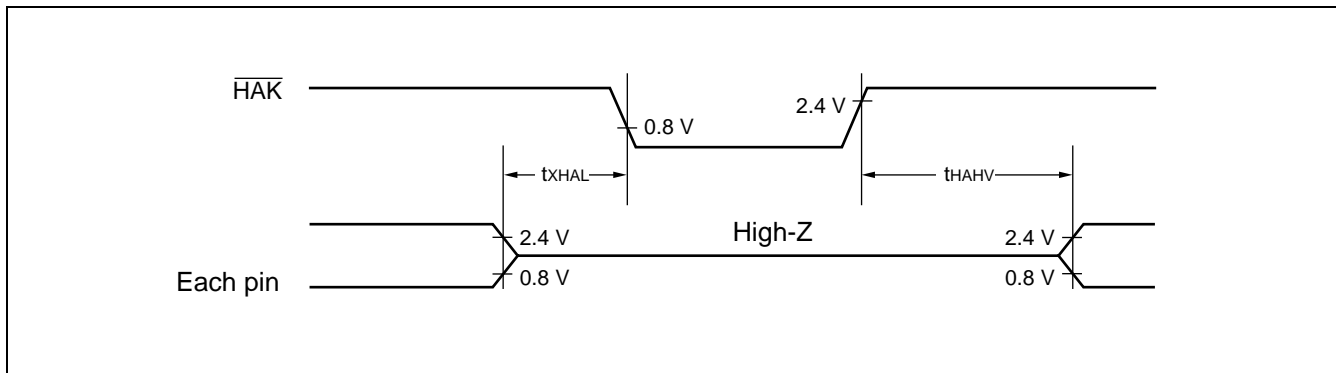 HAK
2.4 V
0.8 V
tXHAL
tHAHV
High-Z
2.4 V
2.4 V
Each pin
0.8 V
0.8 V